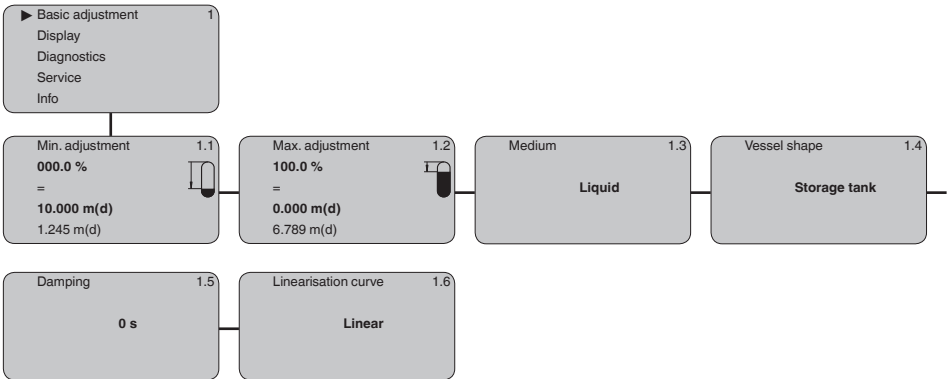 ▶ Basic adjustment 1
Display
Diagnostics
Service
Info
Min. adjustment 1.1
000.0 %
=
10.000 m(d)
1.245 m(d)
Max. adjustment 1.2
100.0 %
=
0.000 m(d)
6.789 m(d)
Medium 1.3
Liquid
Vessel shape 1.4
Storage tank
Damping 1.5
0 s
Linearisation curve 1.6
Linear